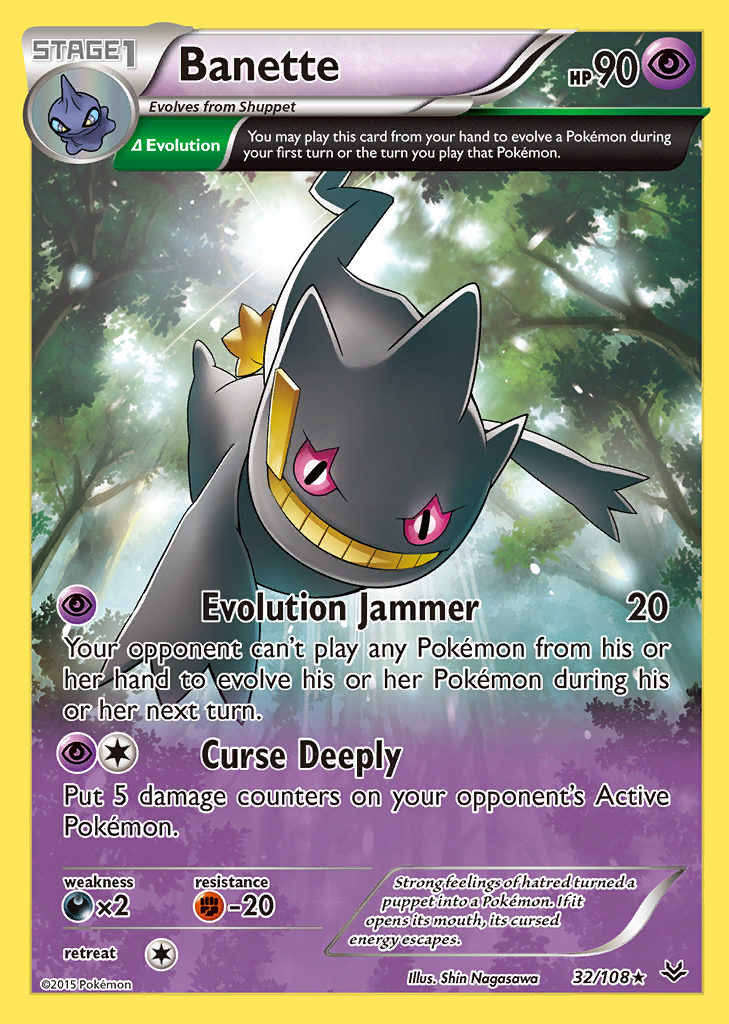 STAGE1
Banette
HP90
Evolves from Shuppet
Δ Evolution
You may play this card from your hand to evolve a Pokémon during
your first turn or the turn you play that Pokémon.
Evolution Jammer 20
Your opponent can't play any Pokémon from his or
her hand to evolve his or her Pokémon during his
or her next turn.
Curse Deeply
Put 5 damage counters on your opponent's Active
Pokémon.
weakness
×2
resistance
-20
retreat
Strong feelings of hatred turned a
puppet into a Pokémon. If it
opens its mouth, its cursed
energy escapes.
©2015 Pokémon
Illus. Shin Nagasawa
32/108★